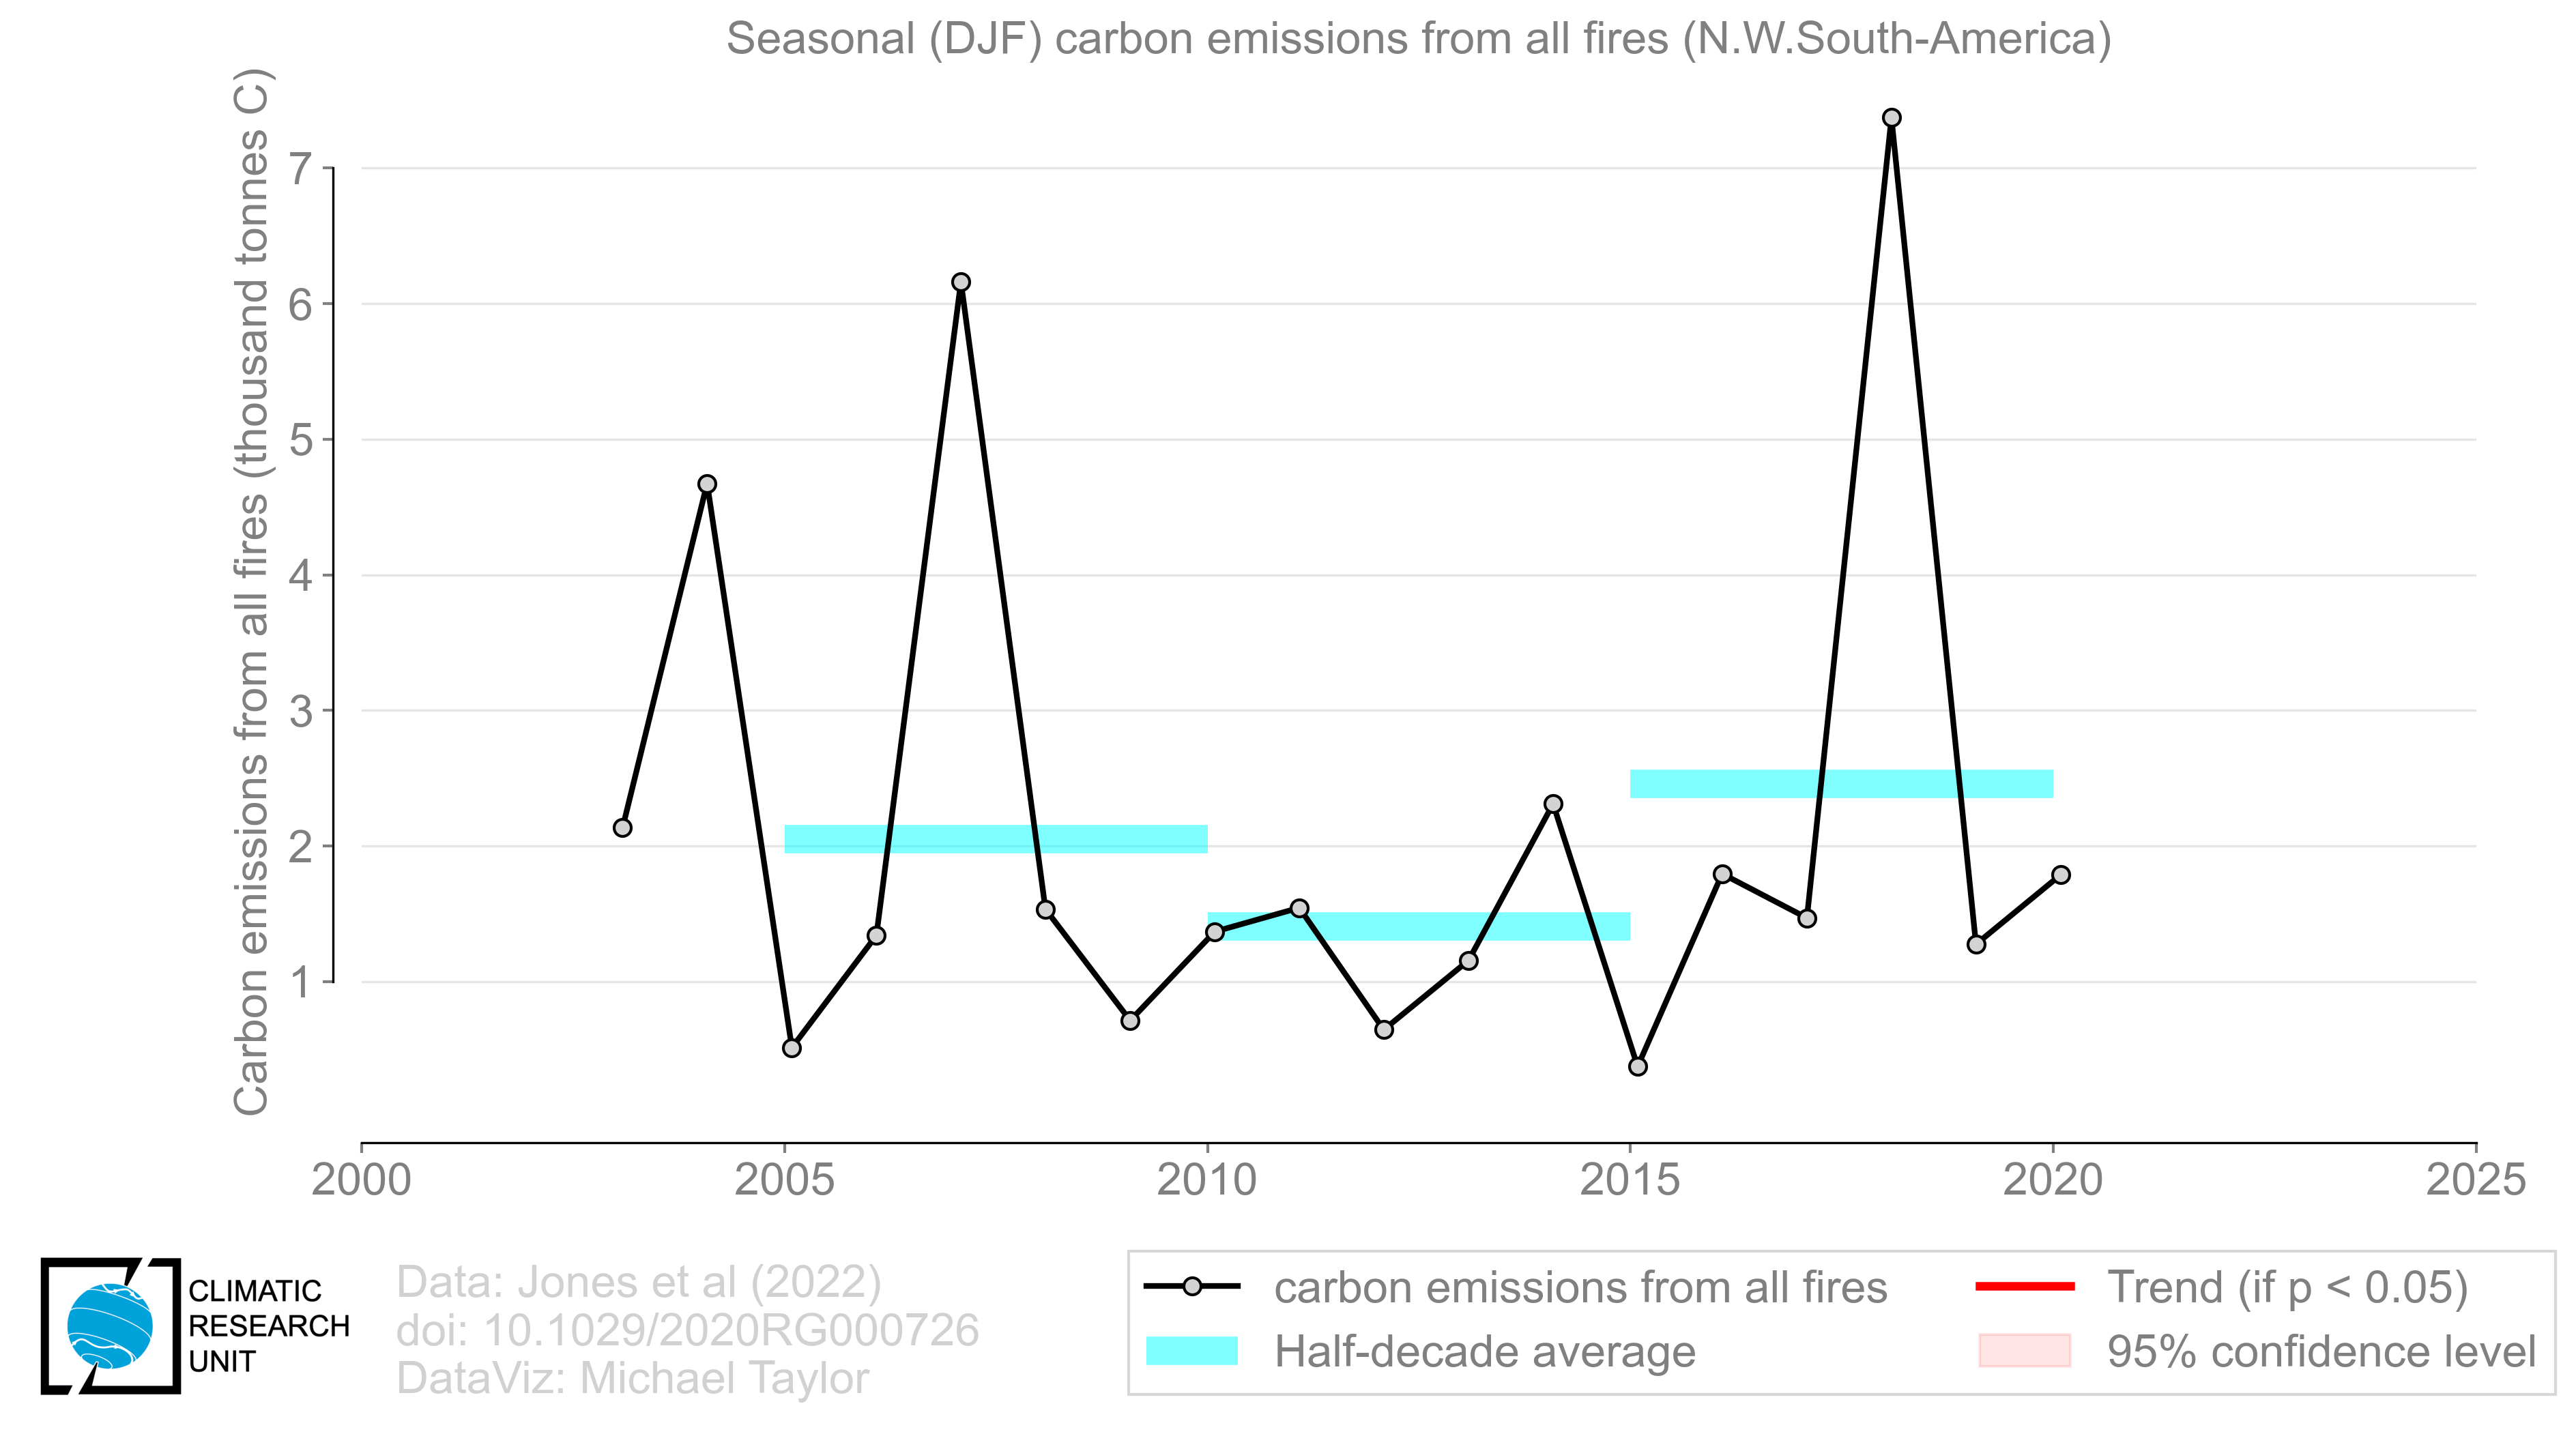 Seasonal (DJF) carbon emissions from all fires (N.W.South-America)
Carbon emissions from all fires (thousand tonnes C)
7
6
5
4
3
2
1
2000
2005
2010
2015
2020
2025
CLIMATIC
RESEARCH
UNIT
Data: Jones et al (2022)
doi: 10.1029/2020RG000726
DataViz: Michael Taylor
carbon emissions from all fires
Half-decade average
Trend (if p < 0.05)
95% confidence level